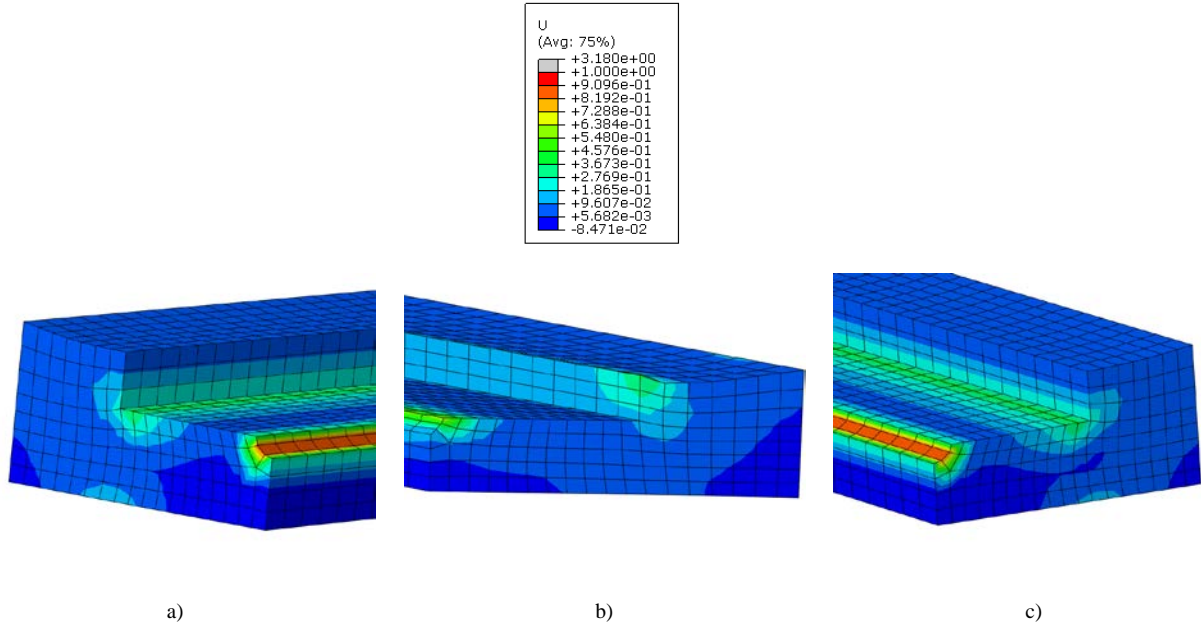 U
(Avg: 75%)
+3.180e+00
+1.000e+00
+9.096e-01
+8.192e-01
+7.288e-01
+6.384e-01
+5.480e-01
+4.576e-01
+3.673e-01
+2.769e-01
+1.865e-01
+9.607e-02
+5.682e-03
-8.471e-02
a)
b)
c)